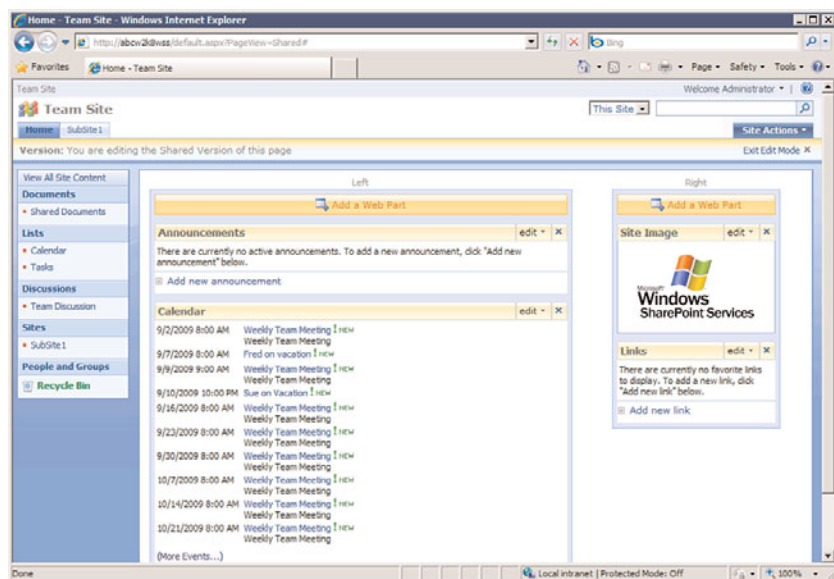 Home - Team Site - Windows Internet Explorer
http://abcw2k8wss/default.aspx?PageView=Shared#
Bing
Favorites Home - Team Site
Page Safety Tools
Team Site
Welcome Administrator
Team Site
This Site
Home SubSite1
Site Actions
Version: You are editing the Shared Version of this page
Exit Edit Mode
View All Site Content
Documents
Shared Documents
Lists
Calendar
Tasks
Discussions
Team Discussion
Sites
SubSite1
People and Groups
Recycle Bin
Left
Add a Web Part
Announcements edit
There are currently no active announcements. To add a new announcement, click "Add new
announcement" below.
Add new announcement
Calendar edit
9/2/2009 8:00 AM Weekly Team Meeting ! NEW
Weekly Team Meeting
9/7/2009 8:00 AM Fred on vacation ! NEW
9/9/2009 9:00 AM Weekly Team Meeting ! NEW
Weekly Team Meeting
9/10/2009 10:00 PM Sue on Vacation ! NEW
9/16/2009 8:00 AM Weekly Team Meeting ! NEW
Weekly Team Meeting
9/23/2009 8:00 AM Weekly Team Meeting ! NEW
Weekly Team Meeting
9/30/2009 8:00 AM Weekly Team Meeting ! NEW
Weekly Team Meeting
10/7/2009 8:00 AM Weekly Team Meeting ! NEW
Weekly Team Meeting
10/14/2009 8:00 AM Weekly Team Meeting ! NEW
Weekly Team Meeting
10/21/2009 8:00 AM Weekly Team Meeting ! NEW
Weekly Team Meeting
(More Events...)
Right
Add a Web Part
Site Image edit
Microsoft
Windows
SharePoint Services
Links edit
There are currently no favorite links
to display. To add a new link, click
"Add new link" below.
Add new link
Done
Local intranet | Protected Mode: Off
100%